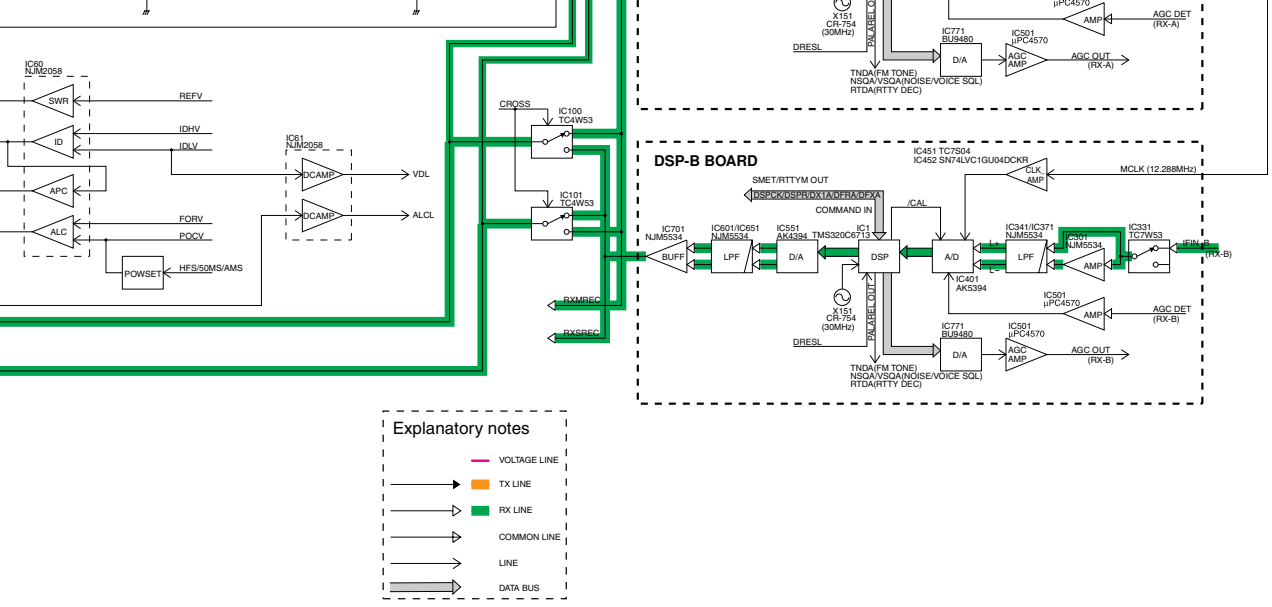 IC60
NJM2058
SWR
REFV
ID
IDHV
IDLV
APC
ALC
FORV
POCV
POWSET
HFS/50MS/AMS
IC61
NJM2058
DCAMP
VDL
DCAMP
ALCL
CROSS
IC100
TC4W53
IC101
TC4W53
RXMREC
RXSREC
X151
CR-754
(30MHz)
DRESL
PALAREL O
TNDA(FM TONE)
NSQA/VSQA(NOISE/VOICE SQL)
RTDA(RTTY DEC)
IC771
BU9480
D/A
IC501
µPC4570
AGC
AMP
AGC OUT
(RX-A)
µPC4570
AMP
AGC DET
(RX-A)
DSP-B BOARD
SMET/RTTYM OUT
DSPCK/DSPR/DX1A/DFRA/DFXA
COMMAND IN
/CAL
IC451 TC7S04
IC452 SN74LVC1GU04DCKR
CLK
AMP
MCLK (12.288MHz)
IC701
NJM5534
BUFF
IC601/IC651
NJM5534
LPF
IC551
AK4394
D/A
IC1
TMS320C6713
DSP
A/D
IC401
AK5394
L+
L-
IC341/IC371
NJM5534
LPF
IC301
NJM5534
AMP
IC331
TC7W53
IFIN_B
(RX-B)
X151
CR-754
(30MHz)
PALAREL OUT
DRESL
IC501
µPC4570
AMP
AGC DET
(RX-B)
IC771
BU9480
D/A
IC501
µPC4570
AGC
AMP
AGC OUT
(RX-B)
TNDA(FM TONE)
NSQA/VSQA(NOISE/VOICE SQL)
RTDA(RTTY DEC)
Explanatory notes
VOLTAGE LINE
TX LINE
RX LINE
COMMON LINE
LINE
DATA BUS